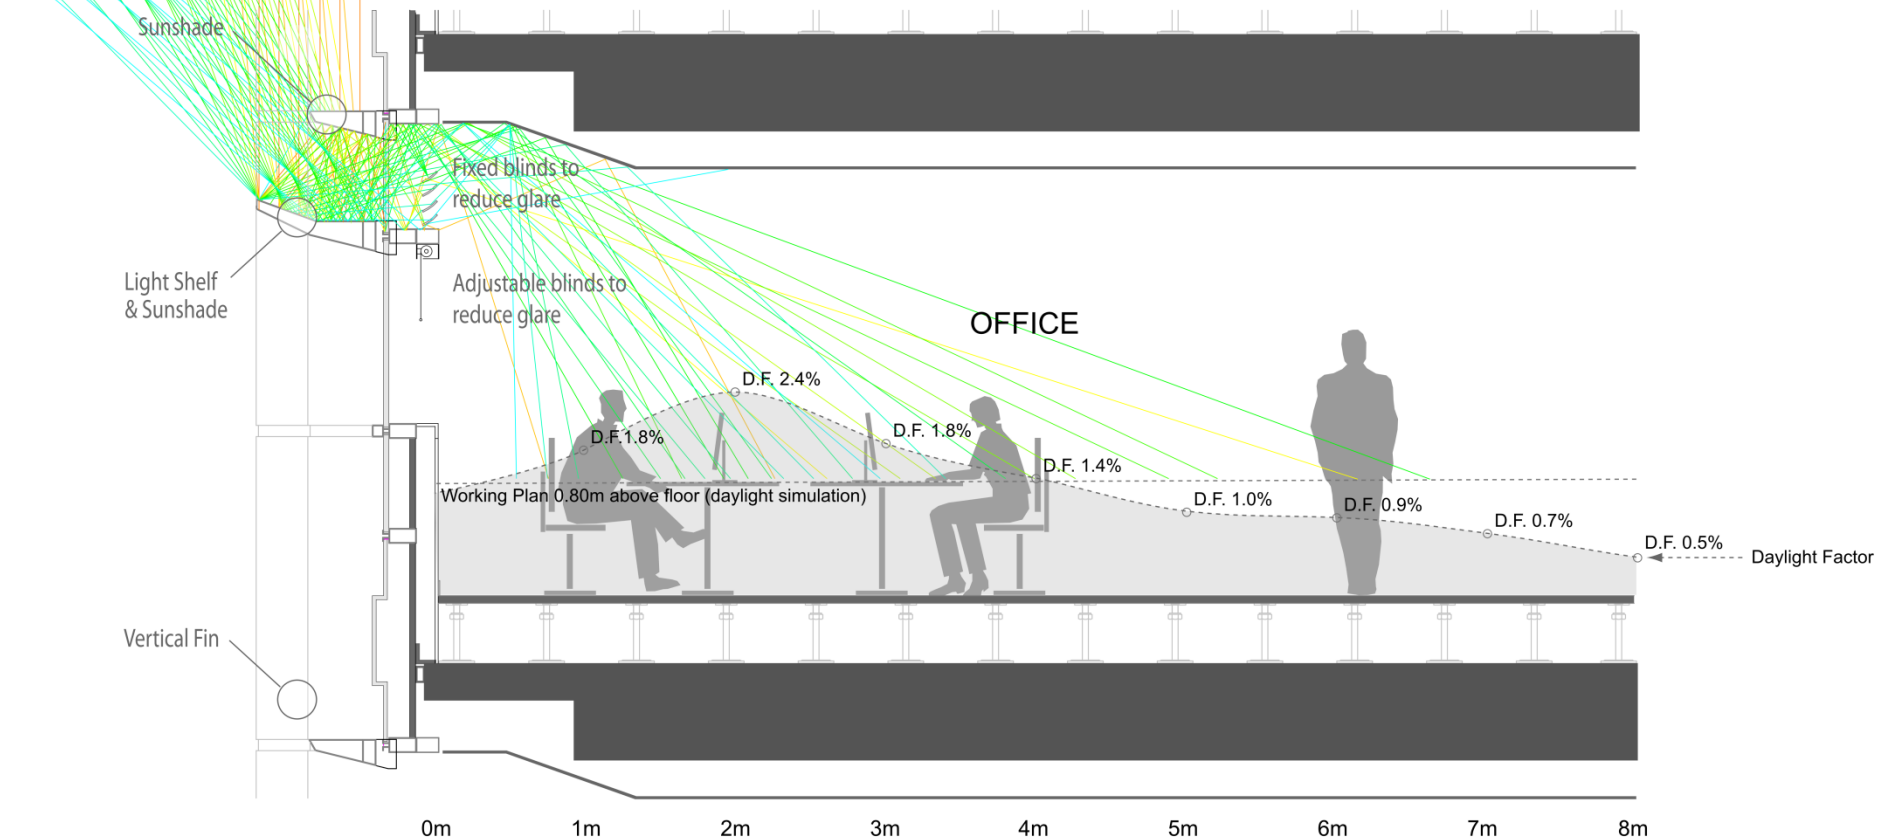 Sunshade
Fixed blinds to
reduce glare
Light Shelf
& Sunshade
Adjustable blinds to
reduce glare
OFFICE
D.F. 2.4%
D.F.1.8%
D.F. 1.8%
D.F. 1.4%
Working Plan 0.80m above floor (daylight simulation)
D.F. 1.0%
D.F. 0.9%
D.F. 0.7%
D.F. 0.5%
Daylight Factor
Vertical Fin
0m 1m 2m 3m 4m 5m 6m 7m 8m